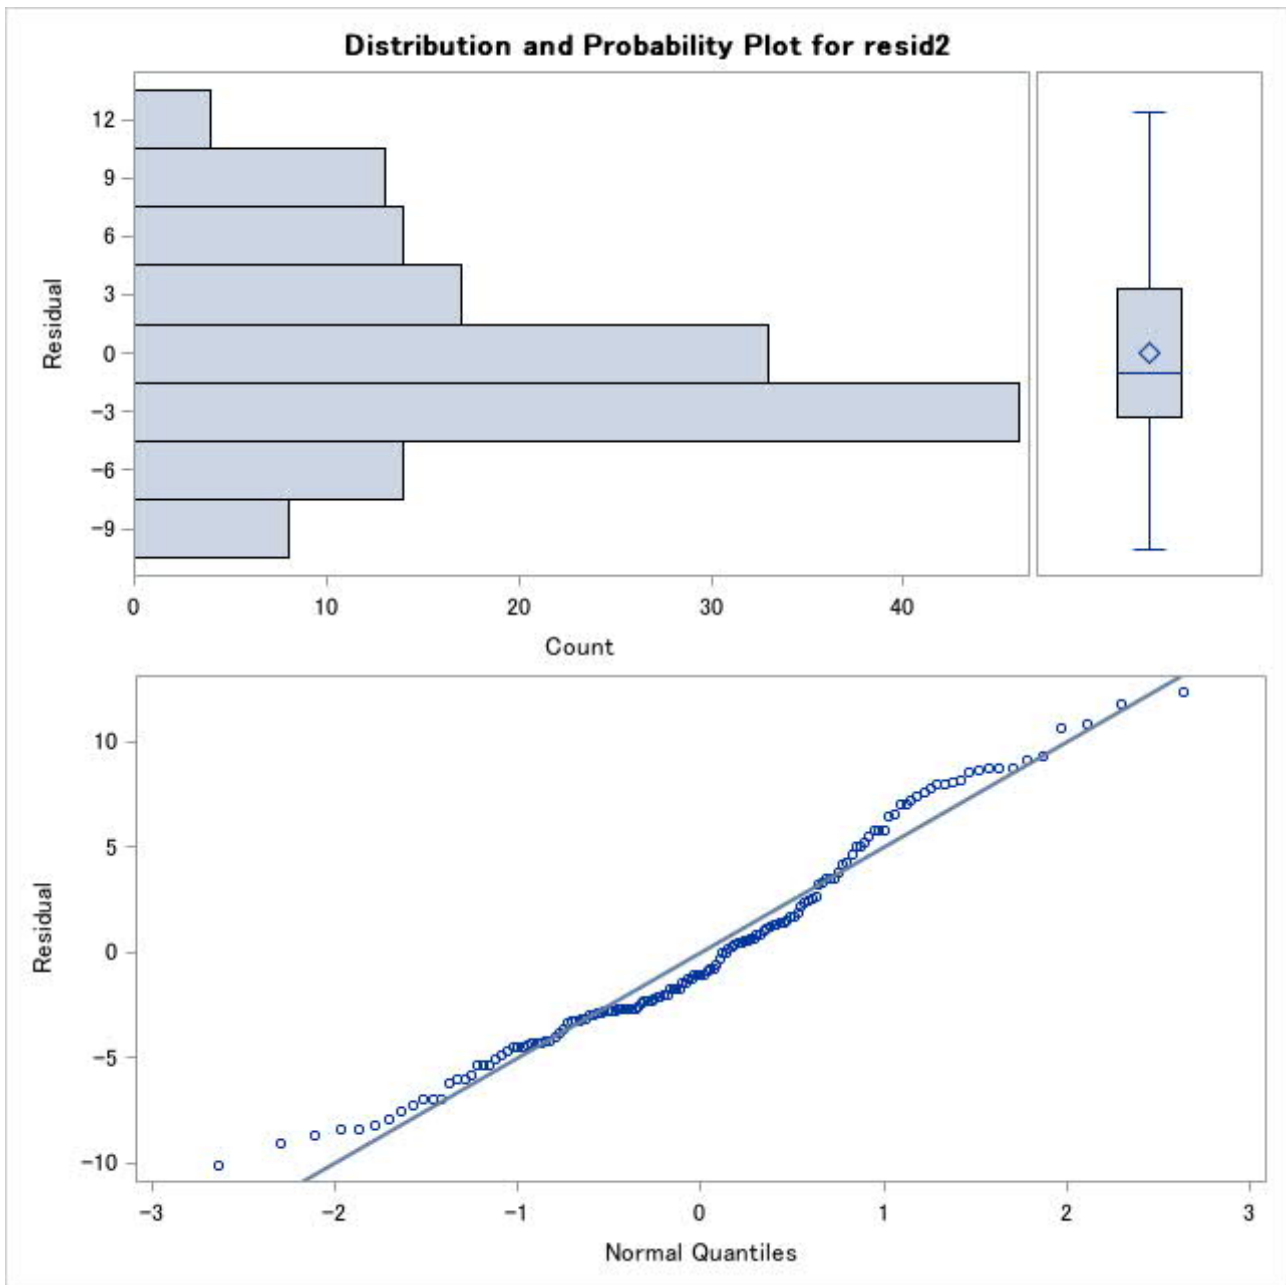 Distribution and Probability Plot for resid2
12
9
6
3
0
−3
−6
−9
Residual
0 10 20 30 40
Count
10
5
0
−5
−10
Residual
−3 −2 −1 0 1 2 3
Normal Quantiles